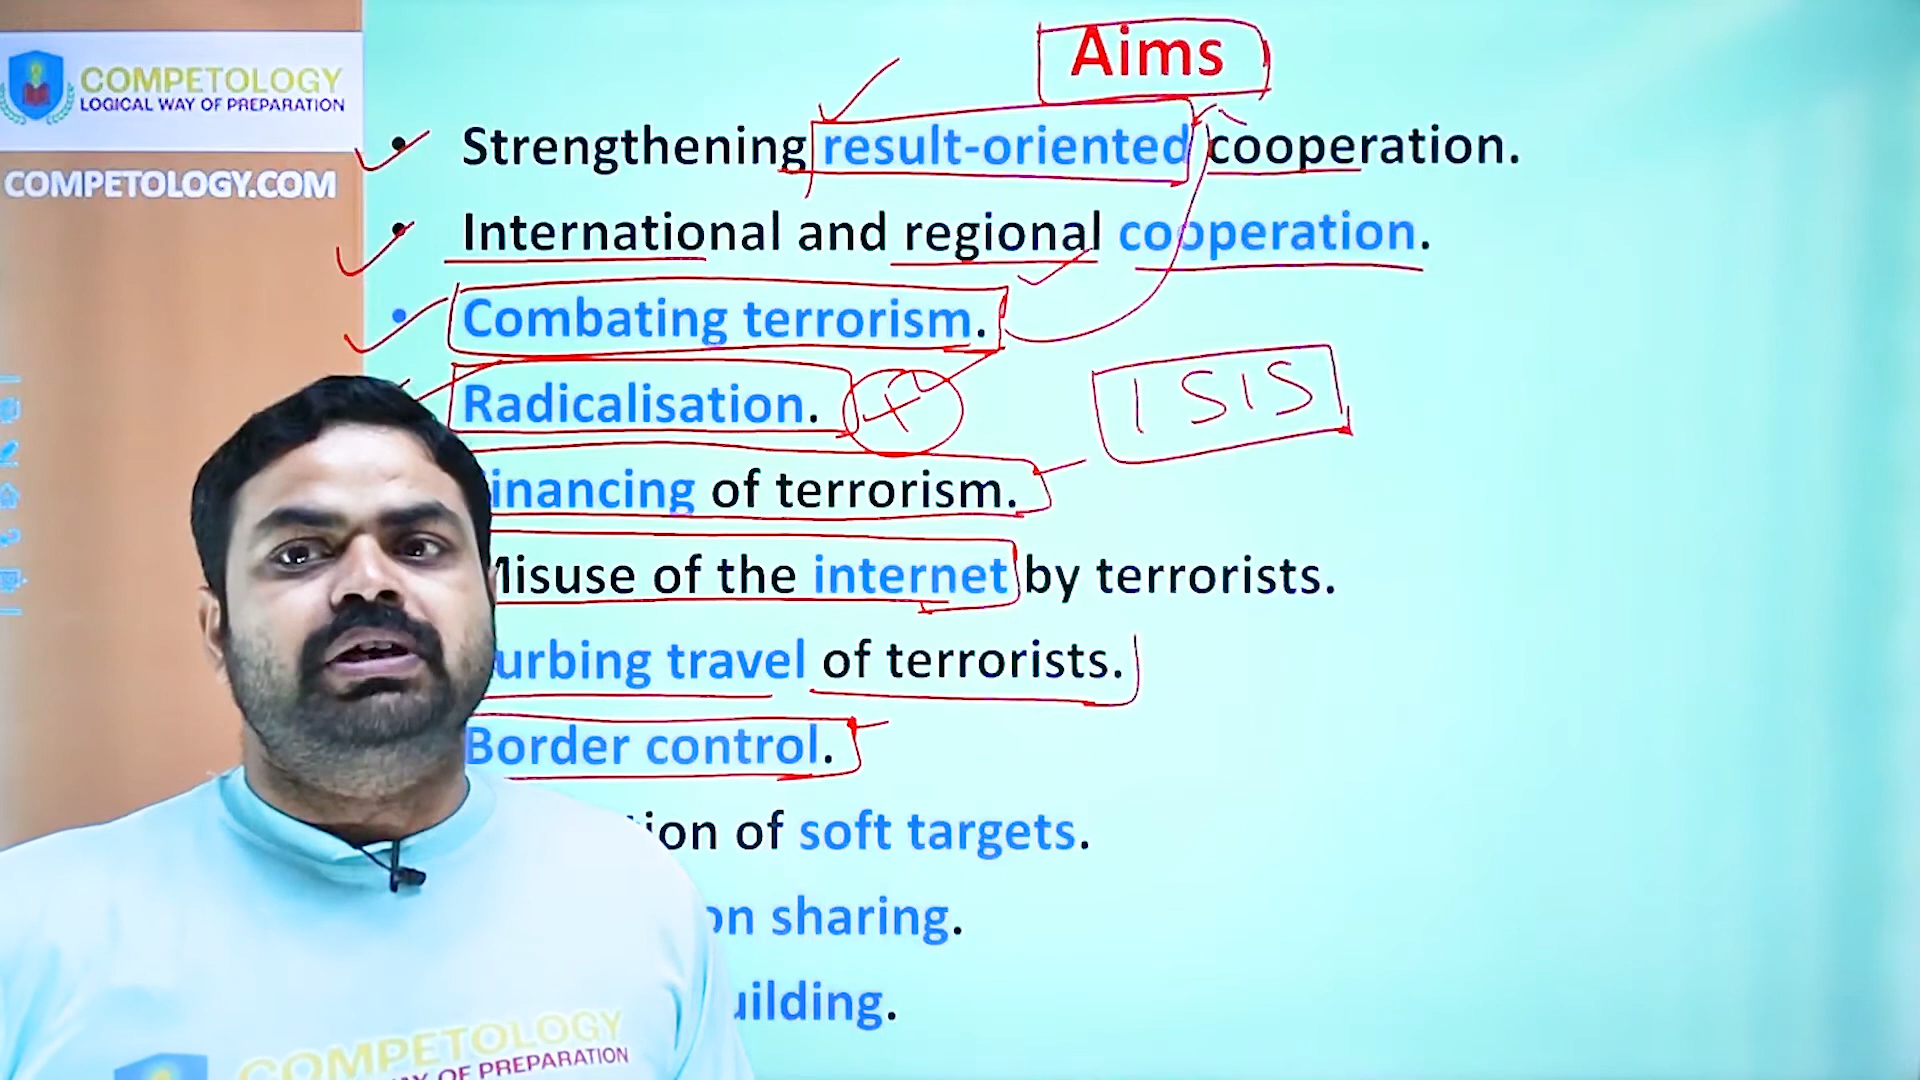 COMPETOLOGY
LOGICAL WAY OF PREPARATION
COMPETOLOGY.COM
Aims
• Strengthening result-oriented cooperation.
• International and regional cooperation.
• Combating terrorism.
Radicalisation.
ISIS
inancing of terrorism.
Misuse of the internet by terrorists.
urbing travel of terrorists.
Border control.
ion of soft targets.
on sharing.
uilding.
COMPETOLOGY
WAY OF PREPARATION